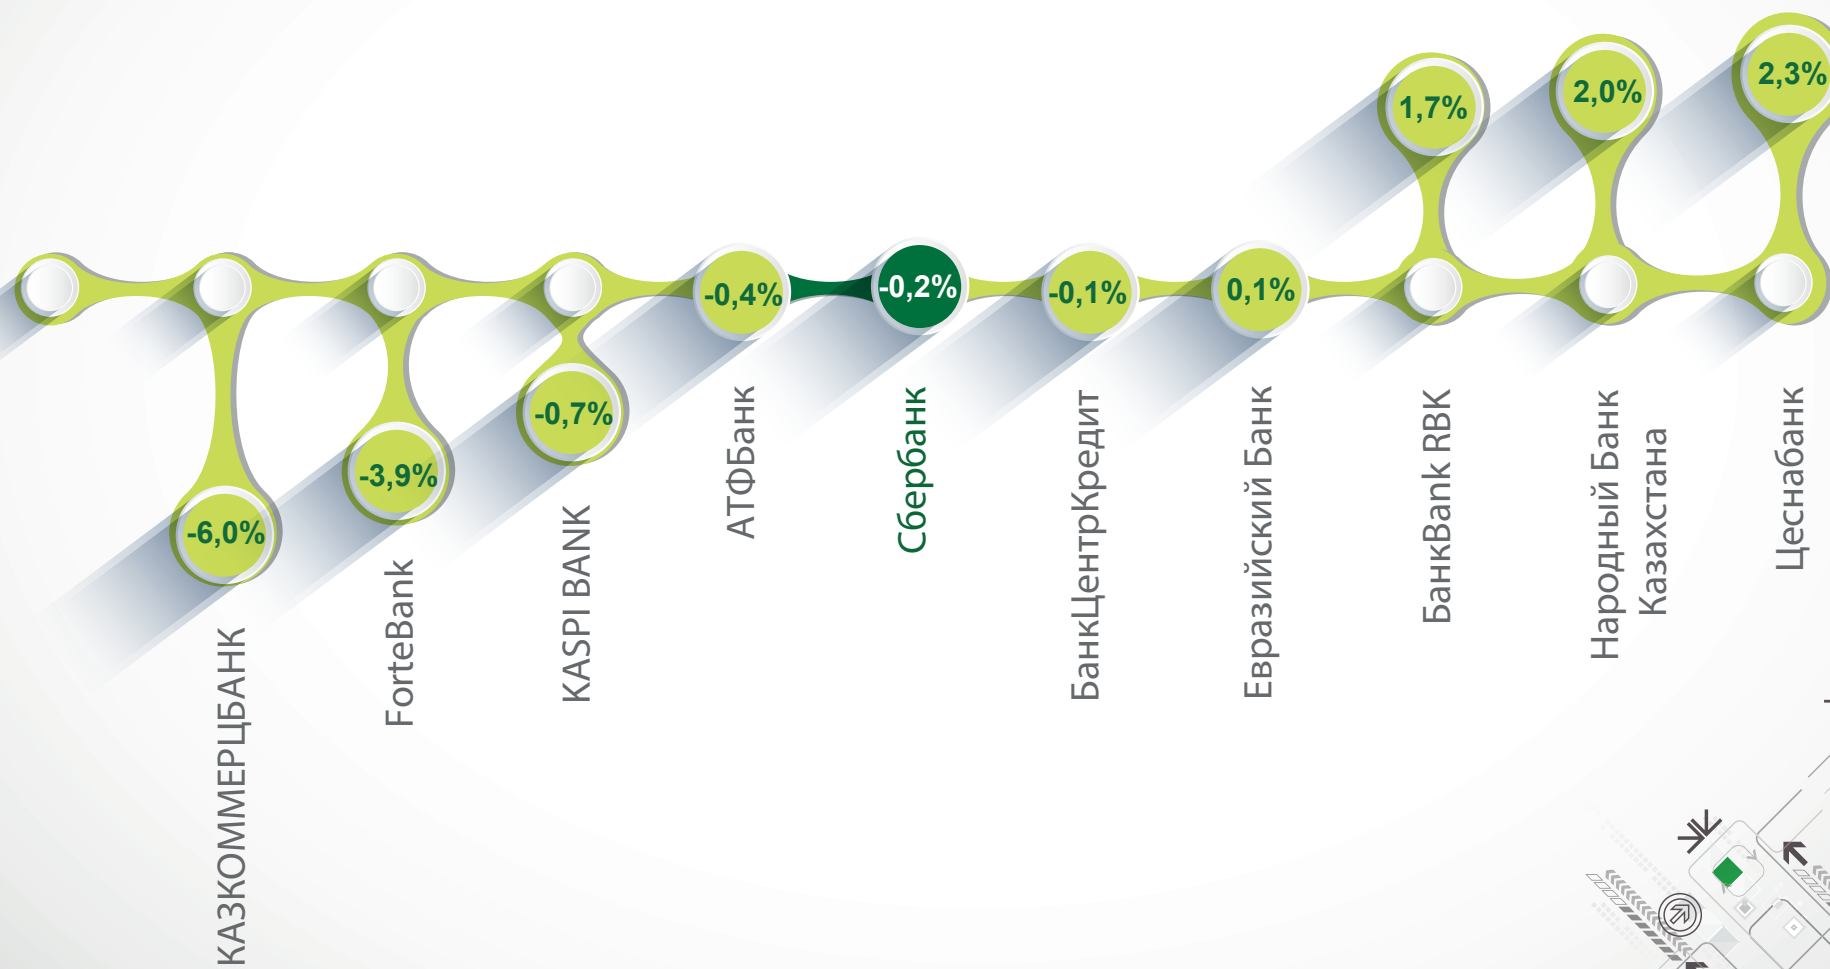 2,3%
2,0%
1,7%
-0,4%
-0,2%
-0,1%
0,1%
-0,7%
-3,9%
-6,0%
КАЗКОММЕРЦБАНК
ForteBank
KASPI BANK
АТФБанк
Сбербанк
БанкЦентрКредит
Евразийский Банк
БанкBank RBK
Народный Банк
Казахстана
Цеснабанк